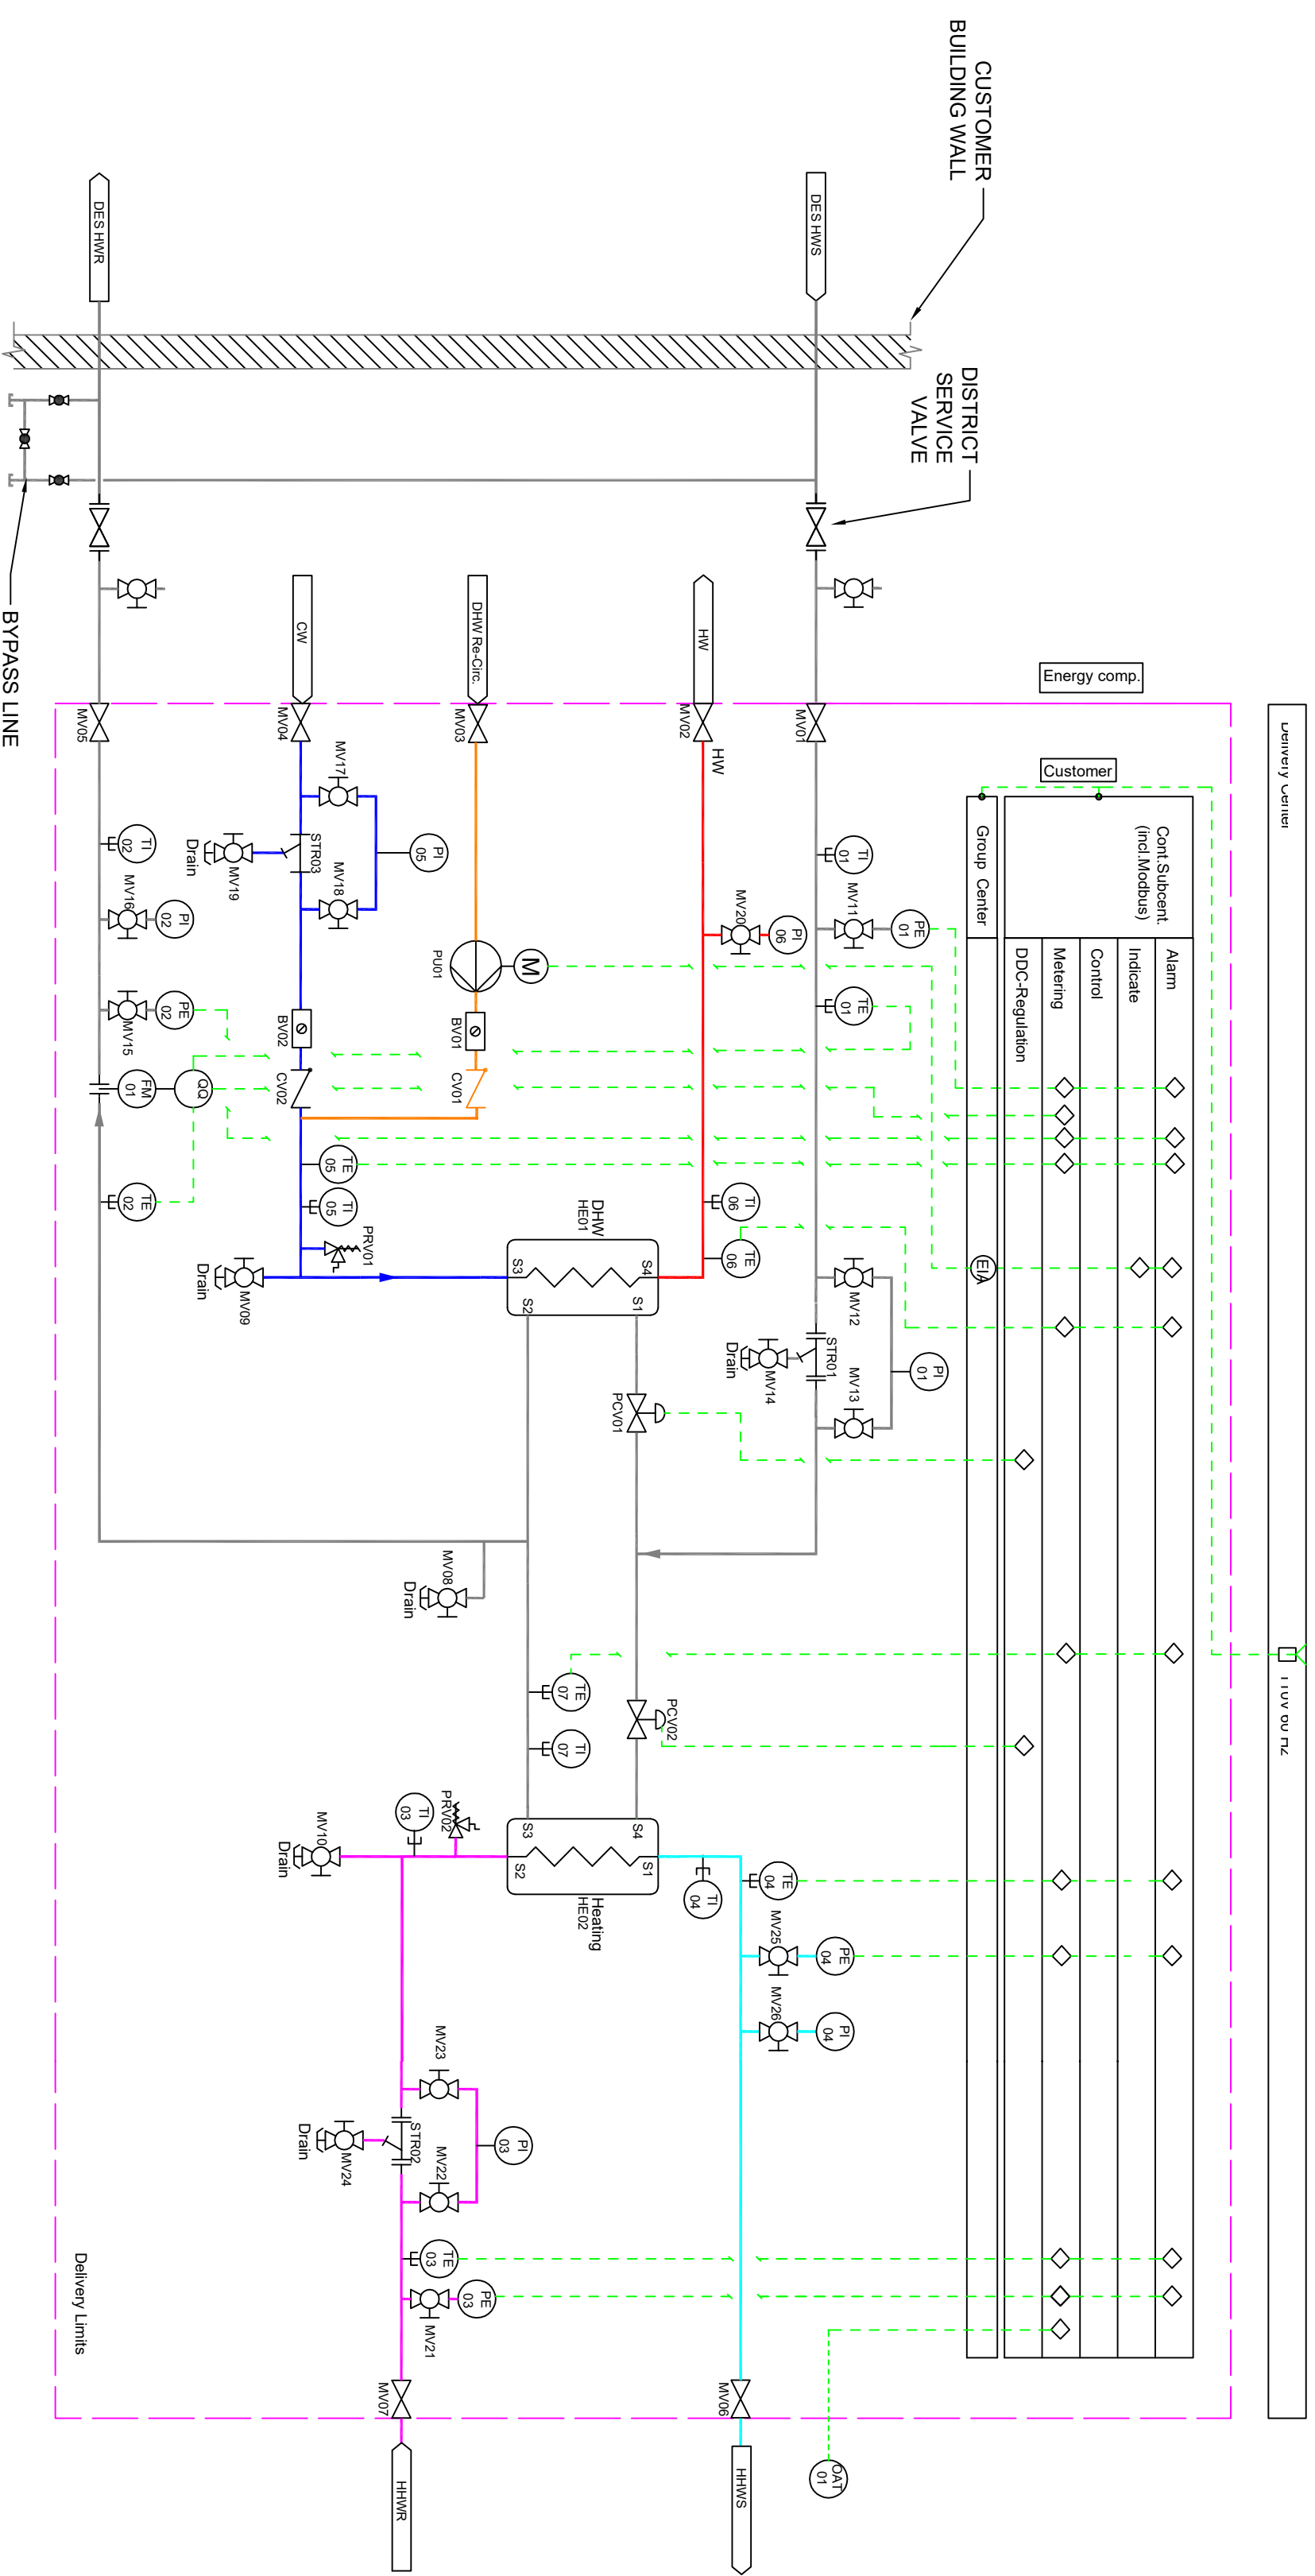 Delivery Center
Energy comp.
Customer
Cont.Subcent.
(incl.Modbus)
Alarm
Indicate
Control
Metering
DDC-Regulation
Group Center
EIA
CUSTOMER
BUILDING WALL
DISTRICT
SERVICE
VALVE
DES HWS
MV01
TI
01
MV11
PE
01
TE
01
MV12
STR01
MV14
Drain
MV13
PI
01
OAT
01
HW
MV02
HW
MV20
PI
06
TI
06
TE
06
PCV01
PCV02
TI
04
TE
04
MV25
PE
04
MV26
PI
04
MV06
HHWS
DHW Re-Circ.
MV03
PU01
M
BV01
CV01
DHW
HE01
S4
S1
S3
S2
TE
07
TI
07
S4
S1
S3
S2
Heating
HE02
CW
MV04
MV17
PI
05
STR03
MV18
MV19
Drain
BV02
CV02
TE
05
TI
05
PRV01
MV09
Drain
MV08
Drain
PRV02
TI
03
MV10
Drain
MV23
PI
03
STR02
MV22
MV24
Drain
TE
03
PE
03
MV21
MV07
HHWR
DES HWR
MV05
TI
02
MV16
PI
02
MV15
PE
02
FM
01
QQ
TE
02
BYPASS LINE
Delivery Limits